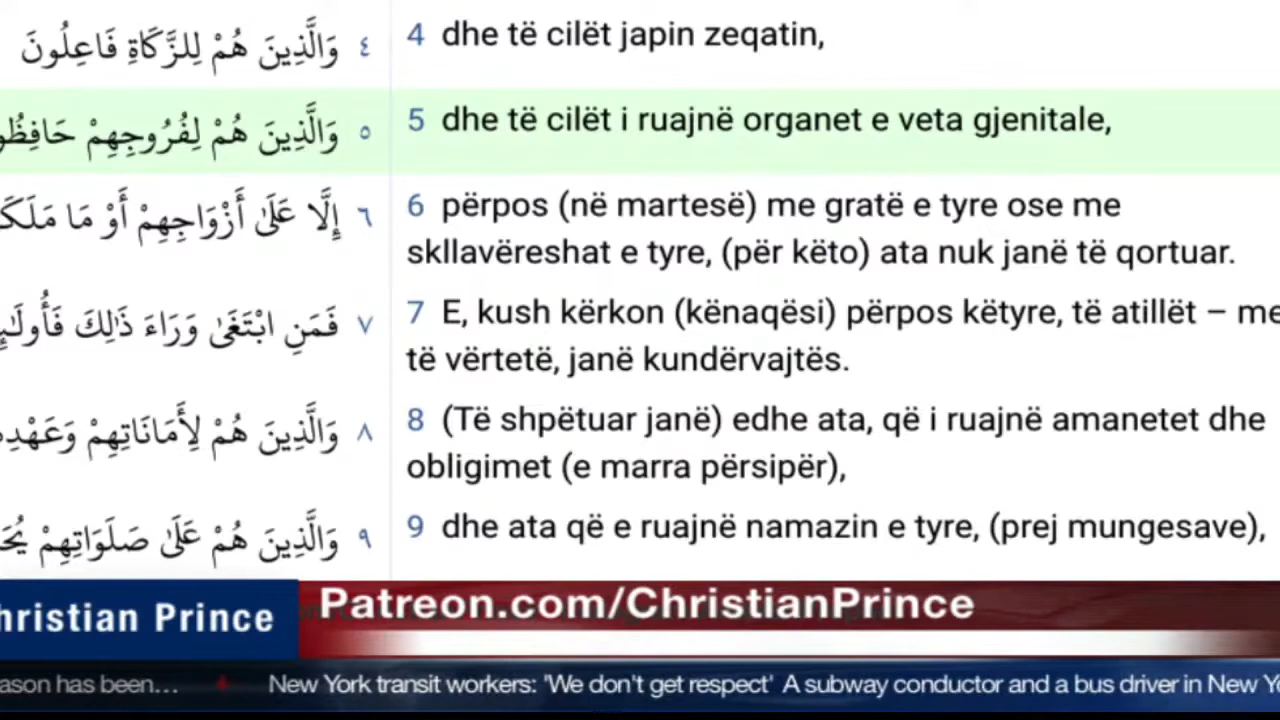 وَالَّذِينَ هُمْ لِلزَّكَاةِ فَاعِلُونَ ٤
4 dhe të cilët japin zeqatin,
وَالَّذِينَ هُمْ لِفُرُوجِهِمْ ٥
5 dhe të cilët i ruajnë organet e veta gjenitale,
إِلَّا عَلَىٰ أَزْوَاجِهِمْ أَوْ مَا ٦
6 përpos (në martesë) me gratë e tyre ose me
skllavëreshat e tyre, (për këto) ata nuk janë të qortuar.
فَمَنِ ابْتَغَىٰ وَرَاءَ ذَٰلِكَ ٧
7 E, kush kërkon (kënaqësi) përpos këtyre, të atillët – me
të vërtetë, janë kundërvajtës.
وَالَّذِينَ هُمْ لِأَمَانَاتِهِمْ ٨
8 (Të shpëtuar janë) edhe ata, që i ruajnë amanetet dhe
obligimet (e marra përsipër),
وَالَّذِينَ هُمْ عَلَىٰ صَلَوَاتِهِمْ ٩
9 dhe ata që e ruajnë namazin e tyre, (prej mungesave),
hristian Prince
Patreon.com/ChristianPrince
ason has been... New York transit workers: 'We don't get respect' A subway conductor and a bus driver in New Yo